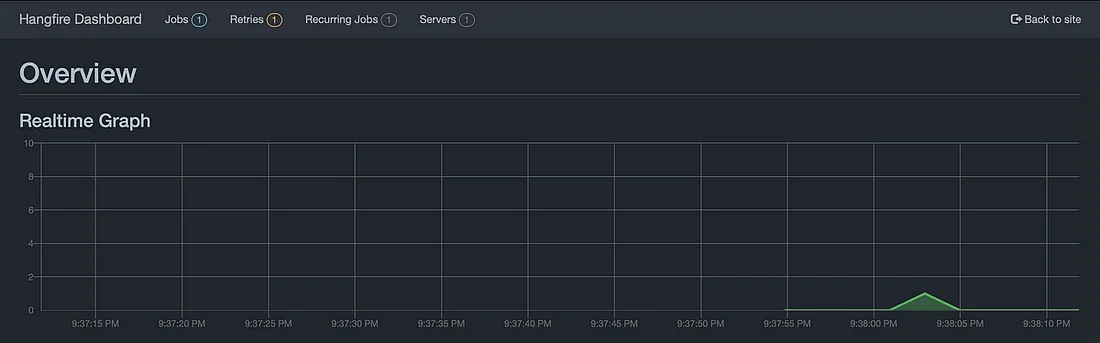 Hangfire Dashboard Jobs 1 Retries 1 Recurring Jobs 1 Servers 1 Back to site
Overview
Realtime Graph
10
8
6
4
2
0
9:37:15 PM 9:37:20 PM 9:37:25 PM 9:37:30 PM 9:37:35 PM 9:37:40 PM 9:37:45 PM 9:37:50 PM 9:37:55 PM 9:38:00 PM 9:38:05 PM 9:38:10 PM